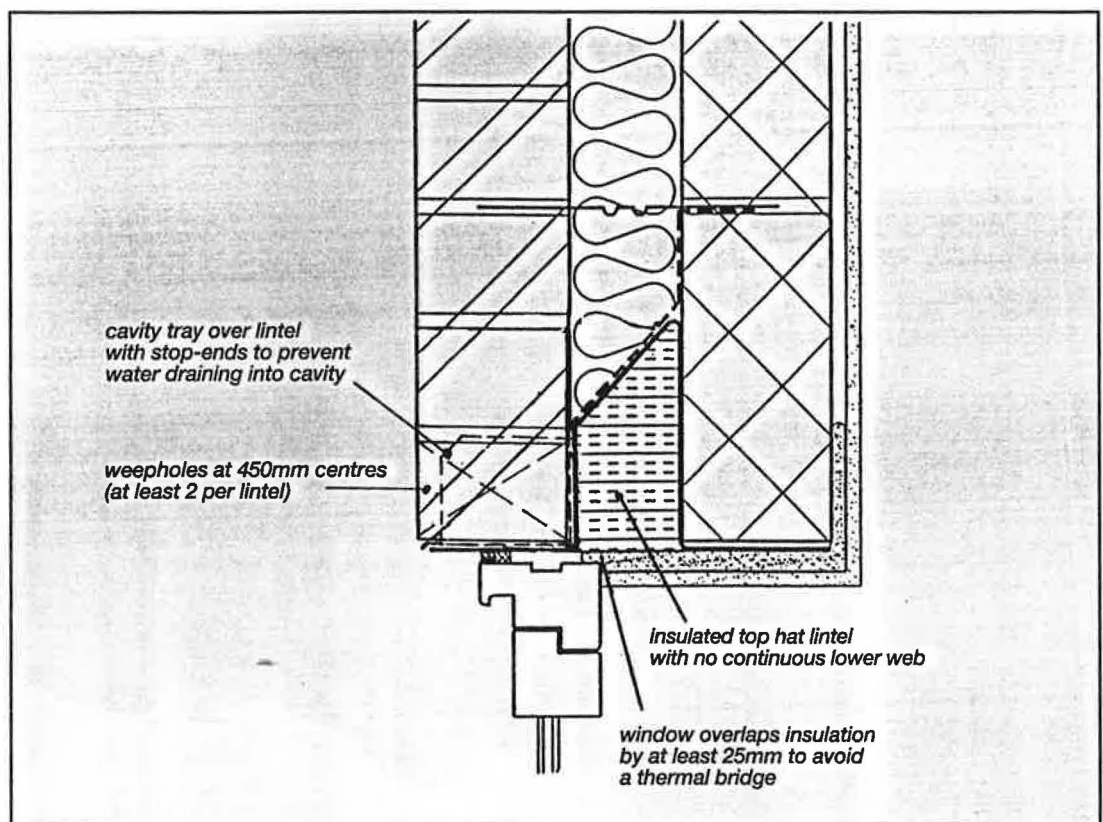 cavity tray over lintel
with stop-ends to prevent
water draining into cavity
weepholes at 450mm centres
(at least 2 per lintel)
insulated top hat lintel
with no continuous lower web
window overlaps insulation
by at least 25mm to avoid
a thermal bridge